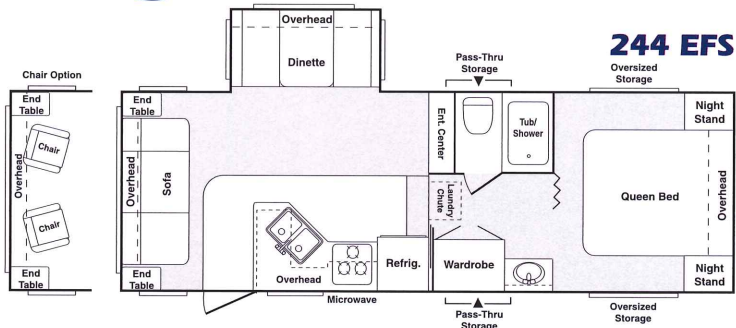 244 EFS
Overhead
Dinette
Pass-Thru
Storage
Oversized
Storage
Chair Option
End
Table
Chair
Overhead
Chair
End
Table
End
Table
Overhead
Sofa
End
Table
Ent. Center
Tub/
Shower
Laundry
Chute
Night
Stand
Queen Bed
Overhead
Night
Stand
Overhead
Refrig.
Wardrobe
Microwave
Pass-Thru
Storage
Oversized
Storage